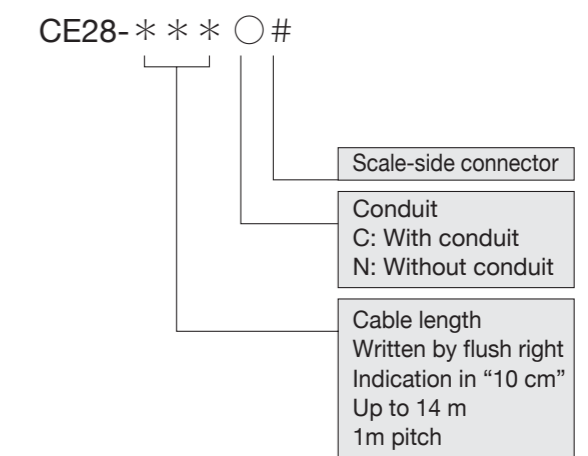 CE28-＊＊＊○#
Scale-side connector
Conduit
C: With conduit
N: Without conduit
Cable length
Written by flush right
Indication in “10 cm”
Up to 14 m
1m pitch